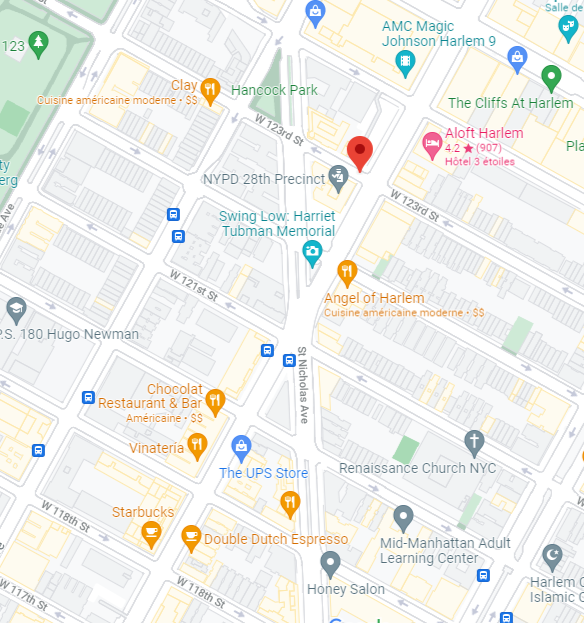 Salle de
AMC Magic
Johnson Harlem 9
123
Clay
Cuisine américaine moderne • $$
Hancock Park
The Cliffs At Harlem
W 123rd St
Aloft Harlem
4.2 ★ (907)
Hôtel 3 étoiles
Pla
ty
erg
NYPD 28th Precinct
W 123rd St
e Ave
Swing Low: Harriet
Tubman Memorial
W 121st St
Angel of Harlem
Cuisine américaine moderne • $$
P.S. 180 Hugo Newman
St Nicholas Ave
Chocolat
Restaurant & Bar
Américaine • $$
Vinateria
The UPS Store
Renaissance Church NYC
W 118th St
Starbucks
Double Dutch Espresso
Mid-Manhattan Adult
Learning Center
Harlem C
Islamic C
W 117th St
W 118th St
Honey Salon